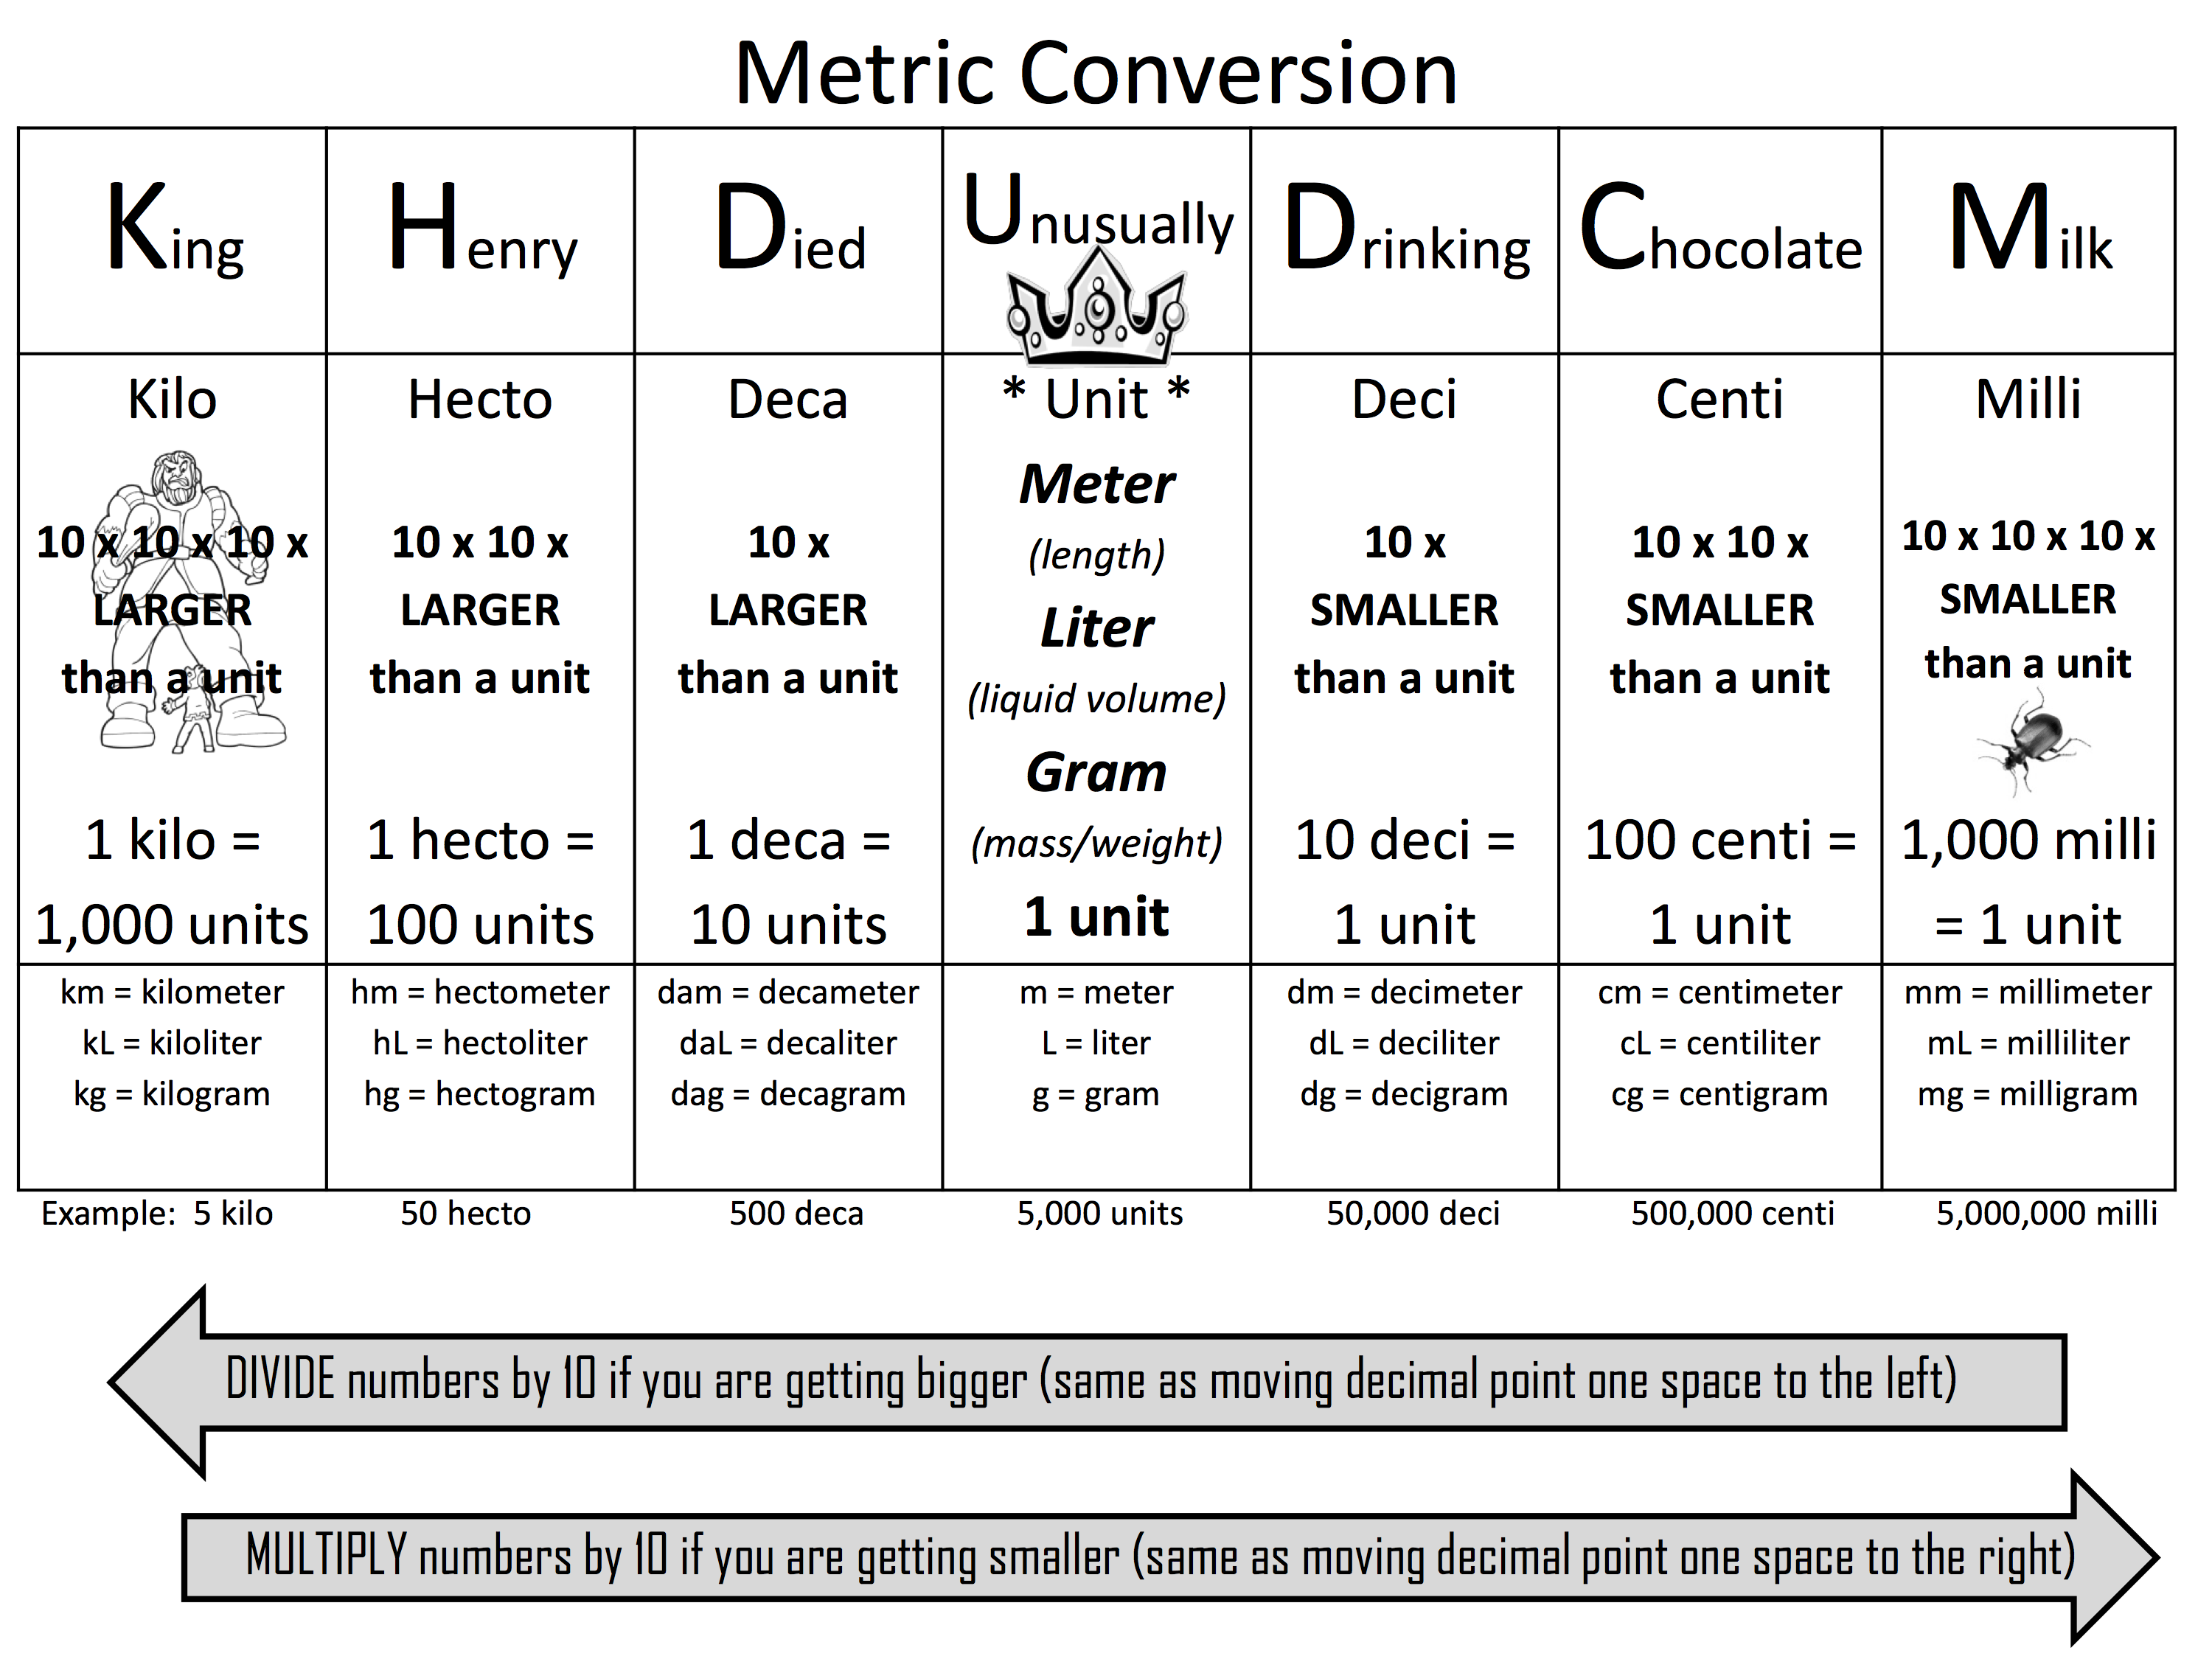 Metric Conversion
King
Henry
Died
Unusually
Drinking
Chocolate
Milk
Kilo
10 x 10 x 10 x
LARGER
than a unit
1 kilo =
1,000 units
Hecto
10 x 10 x
LARGER
than a unit
1 hecto =
100 units
Deca
10 x
LARGER
than a unit
1 deca =
10 units
* Unit *
Meter
(length)
Liter
(liquid volume)
Gram
(mass/weight)
1 unit
Deci
10 x
SMALLER
than a unit
10 deci =
1 unit
Centi
10 x 10 x
SMALLER
than a unit
100 centi =
1 unit
Milli
10 x 10 x 10 x
SMALLER
than a unit
1,000 milli
= 1 unit
km = kilometer
kL = kiloliter
kg = kilogram
hm = hectometer
hL = hectoliter
hg = hectogram
dam = decameter
daL = decaliter
dag = decagram
m = meter
L = liter
g = gram
dm = decimeter
dL = deciliter
dg = decigram
cm = centimeter
cL = centiliter
cg = centigram
mm = millimeter
mL = milliliter
mg = milligram
Example: 5 kilo
50 hecto
500 deca
5,000 units
50,000 deci
500,000 centi
5,000,000 milli
DIVIDE numbers by 10 if you are getting bigger (same as moving decimal point one space to the left)
MULTIPLY numbers by 10 if you are getting smaller (same as moving decimal point one space to the right)